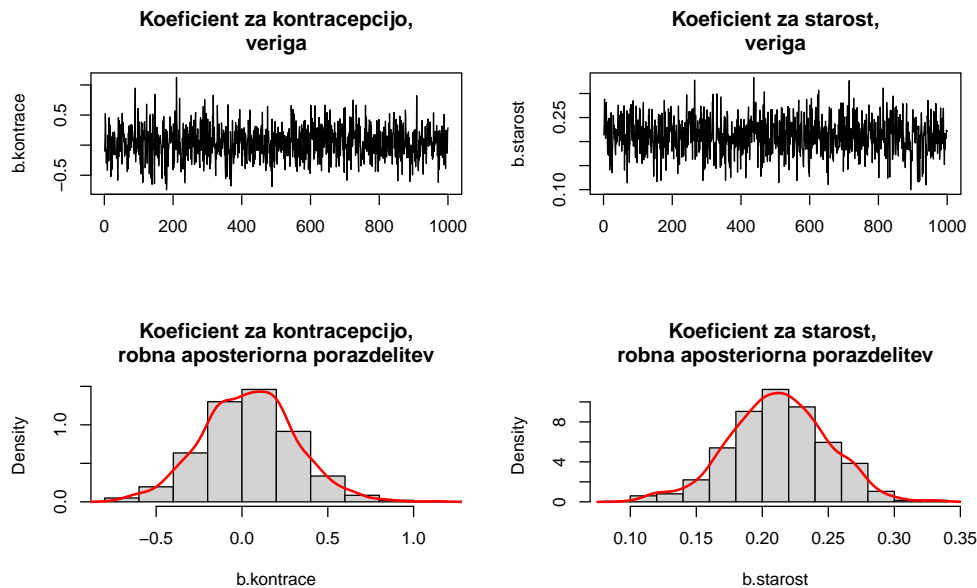 Koeficient za kontracepcijo,
veriga
b.kontrace
−0.5
0.5
0
200
400
600
800
1000
Koeficient za starost,
veriga
b.starost
0.10
0.25
0
200
400
600
800
1000
Koeficient za kontracepcijo,
robna aposteriorna porazdelitev
Density
0.0
1.0
−0.5
0.0
0.5
1.0
b.kontrace
Koeficient za starost,
robna aposteriorna porazdelitev
Density
0
4
8
0.10
0.15
0.20
0.25
0.30
0.35
b.starost